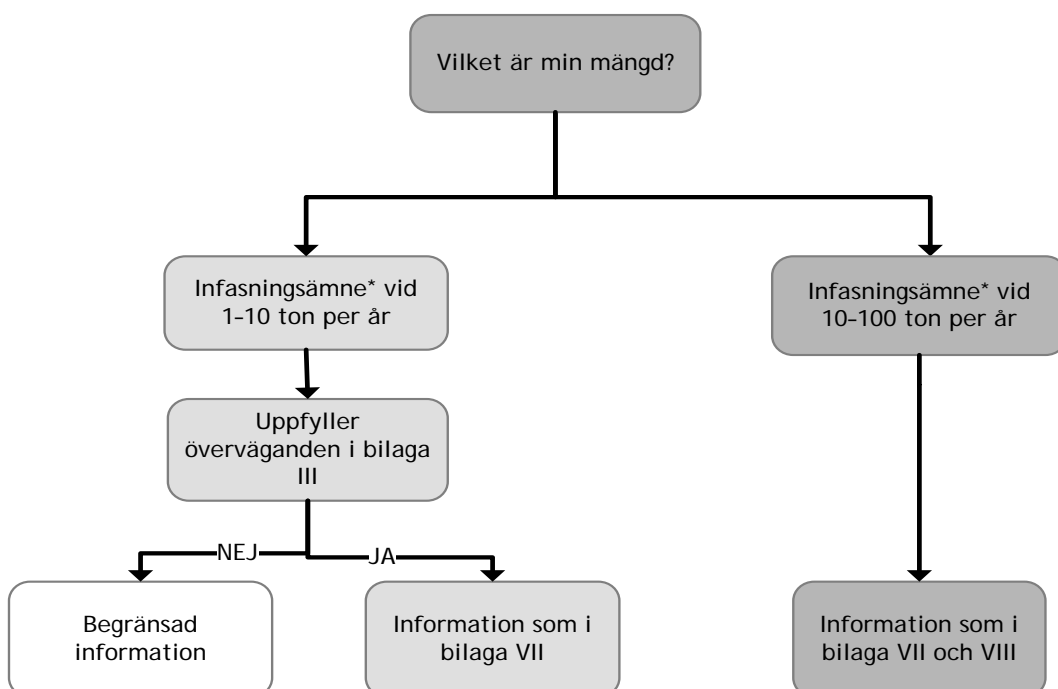 Vilket är min mängd?
Infasningsämne* vid
1–10 ton per år
Infasningsämne* vid
10–100 ton per år
Uppfyller
överväganden i bilaga
III
NEJ
JA
Begränsad
information
Information som i
bilaga VII
Information som i
bilaga VII och VIII